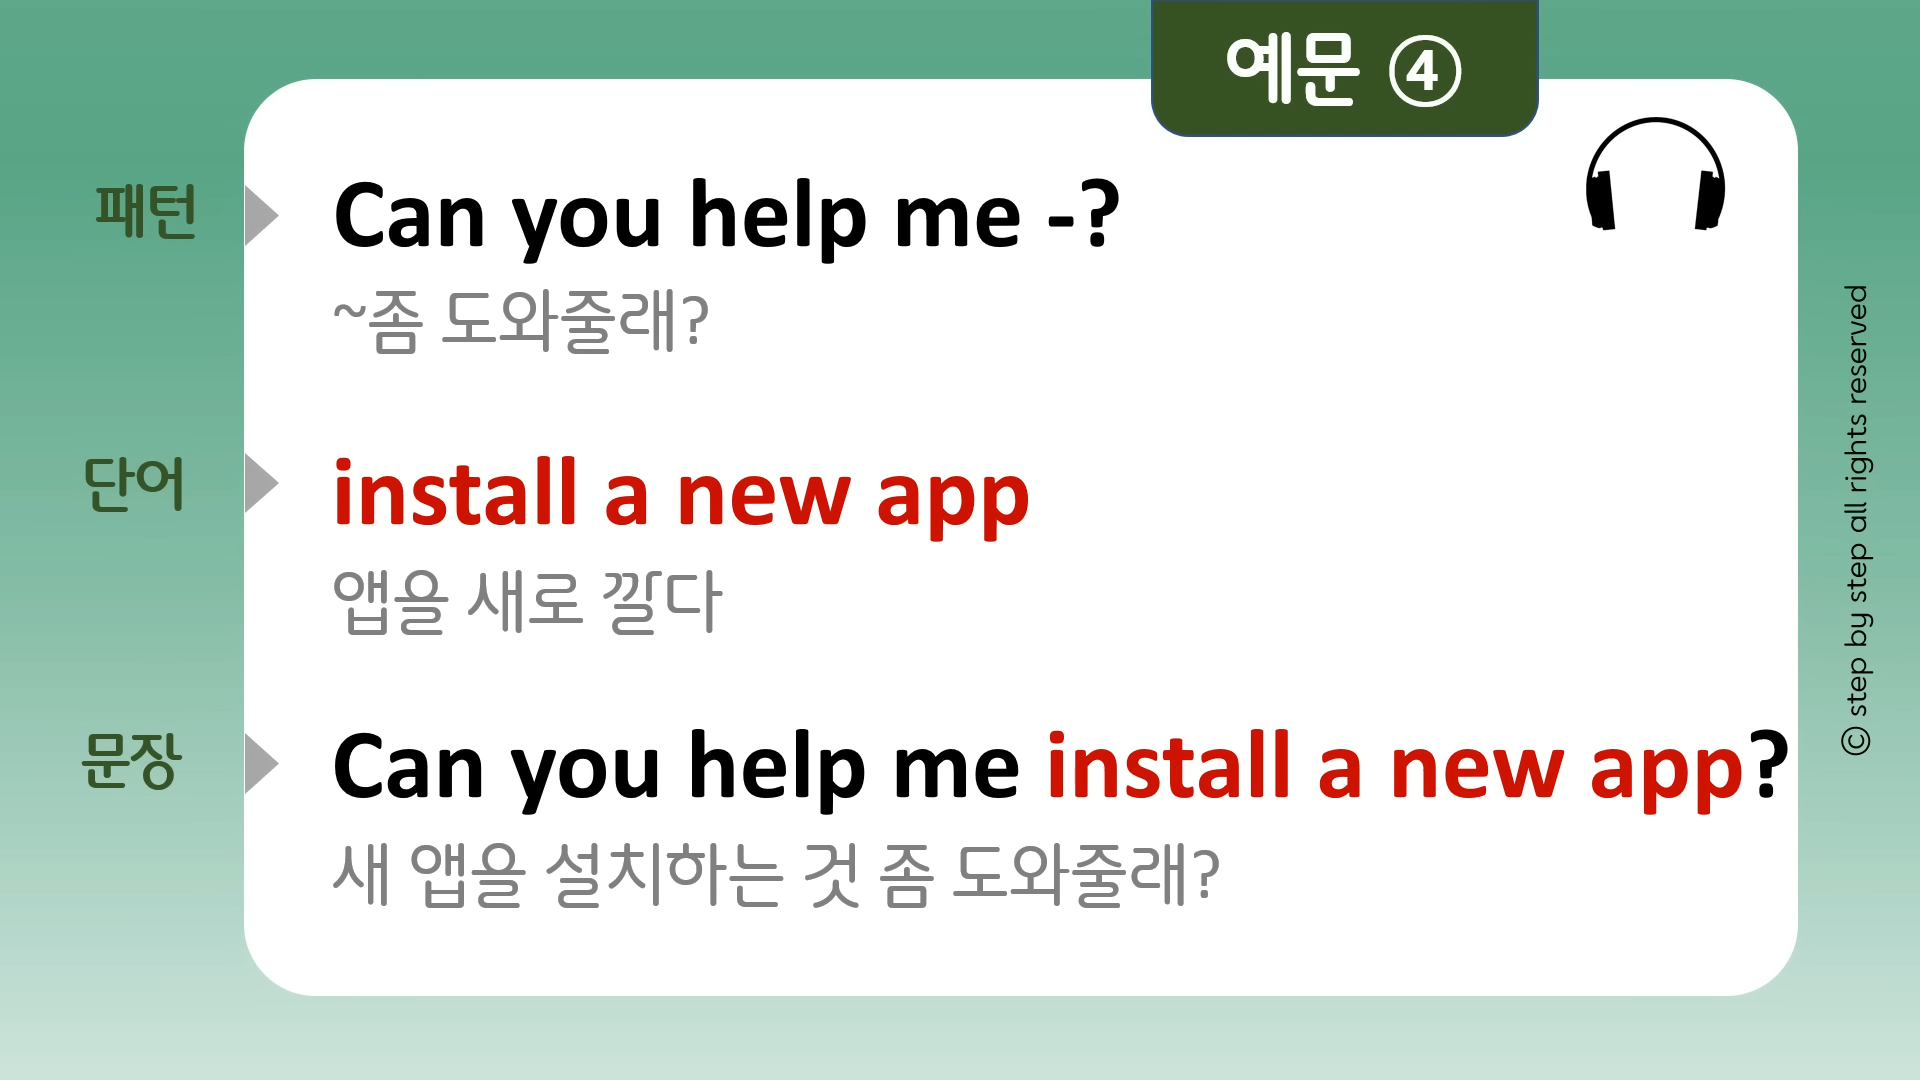 예문 ④
패턴
Can you help me -?
~좀 도와줄래?
단어
install a new app
앱을 새로 깔다
문장
Can you help me install a new app?
새 앱을 설치하는 것 좀 도와줄래?
© step by step all rights reserved